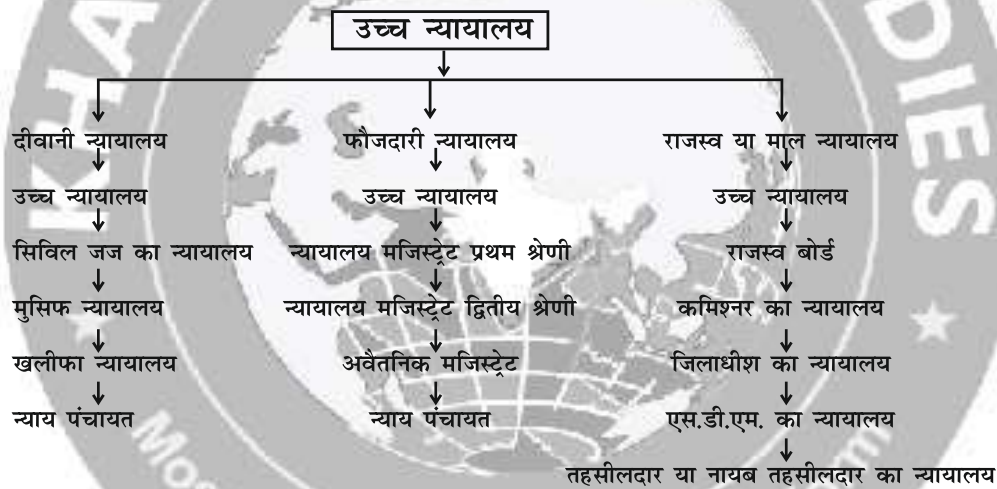 उच्च न्यायालय
दीवानी न्यायालय
फौजदारी न्यायालय
राजस्व या माल न्यायालय
उच्च न्यायालय
उच्च न्यायालय
उच्च न्यायालय
सिविल जज का न्यायालय
न्यायालय मजिस्ट्रेट प्रथम श्रेणी
राजस्व बोर्ड
मुसिफ न्यायालय
न्यायालय मजिस्ट्रेट द्वितीय श्रेणी
कमिश्नर का न्यायालय
खलीफा न्यायालय
अवैतनिक मजिस्ट्रेट
जिलाधीश का न्यायालय
न्याय पंचायत
न्याय पंचायत
एस.डी.एम. का न्यायालय
तहसीलदार या नायब तहसीलदार का न्यायालय